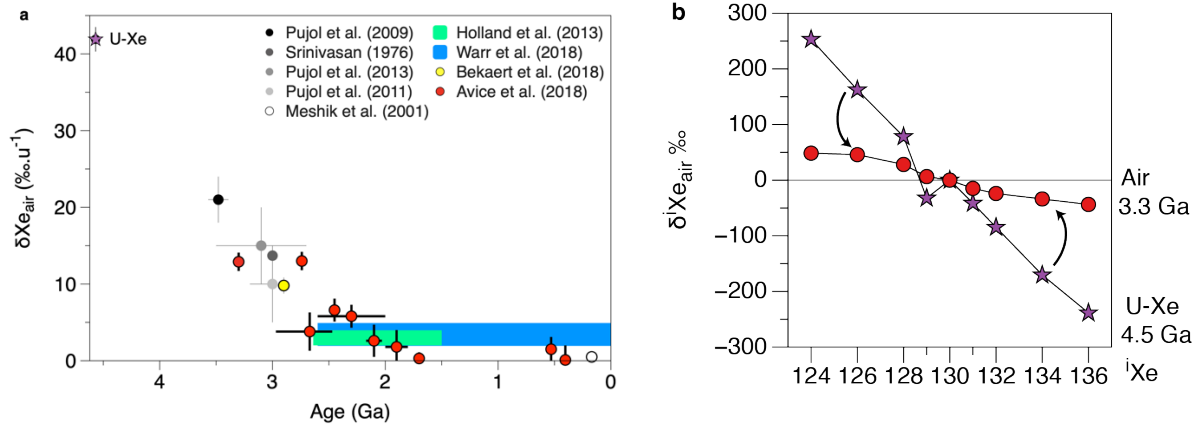 a
U-Xe
Pujol et al. (2009)
Srinivasan (1976)
Pujol et al. (2013)
Pujol et al. (2011)
Meshik et al. (2001)
Holland et al. (2013)
Warr et al. (2018)
Bekaert et al. (2018)
Avice et al. (2018)
δXeair (‰.u-1)
40
30
20
10
0
4 3 2 1 0
Age (Ga)
b
δiXeair ‰
300
200
100
0
−100
−200
−300
124 126 128 130 132 134 136
iXe
Air
3.3 Ga
U-Xe
4.5 Ga